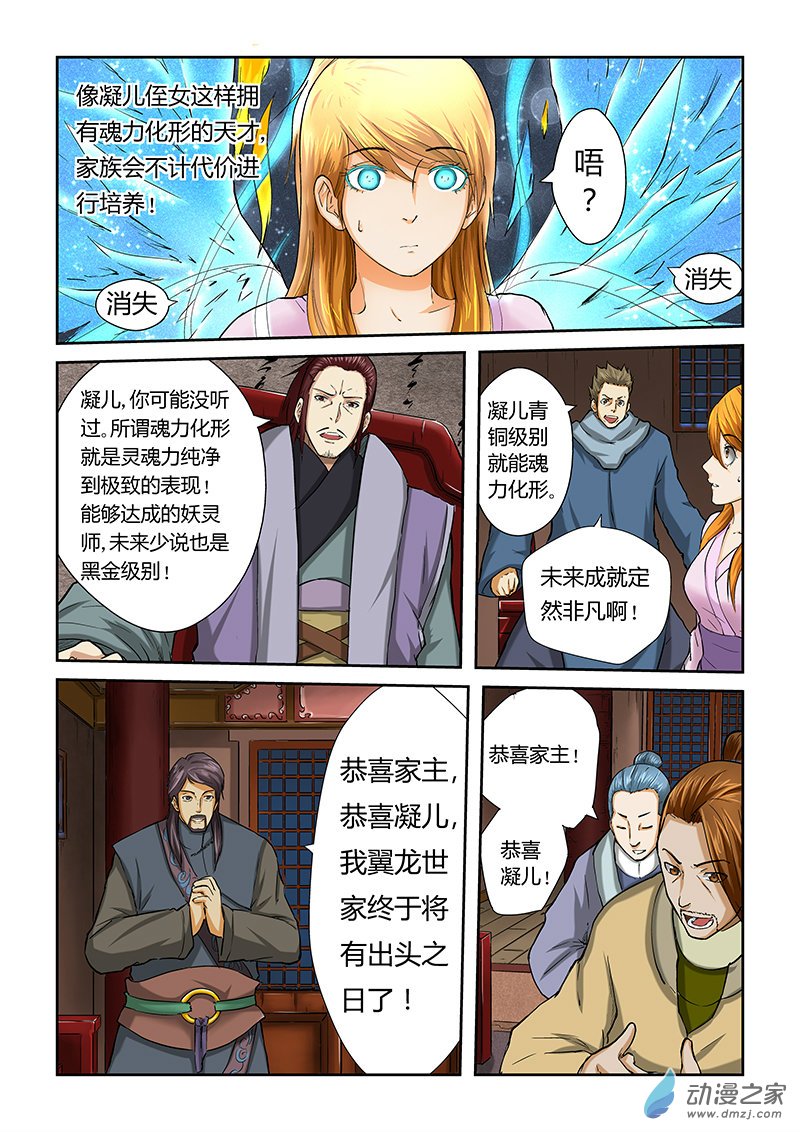 像凝儿侄女这样拥
有魂力化形的天才,
家族会不计代价进
行培养！
唔
？
消失
消失
凝儿,你可能没听
过。所谓魂力化形
就是灵魂力纯净
到极致的表现！
能够达成的妖灵
师,未来少说也是
黑金级别！
凝儿青
铜级别
就能魂
力化形。
未来成就定
然非凡啊！
恭喜家主,
恭喜凝儿,
我翼龙世
家终于将
有出头之
日了！
恭喜家主！
恭喜
凝儿！
动漫之家
www.dmzj.com